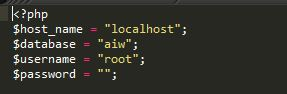 <?php
$host_name = "localhost";
$database = "aiw";
$username = "root";
$password = "";